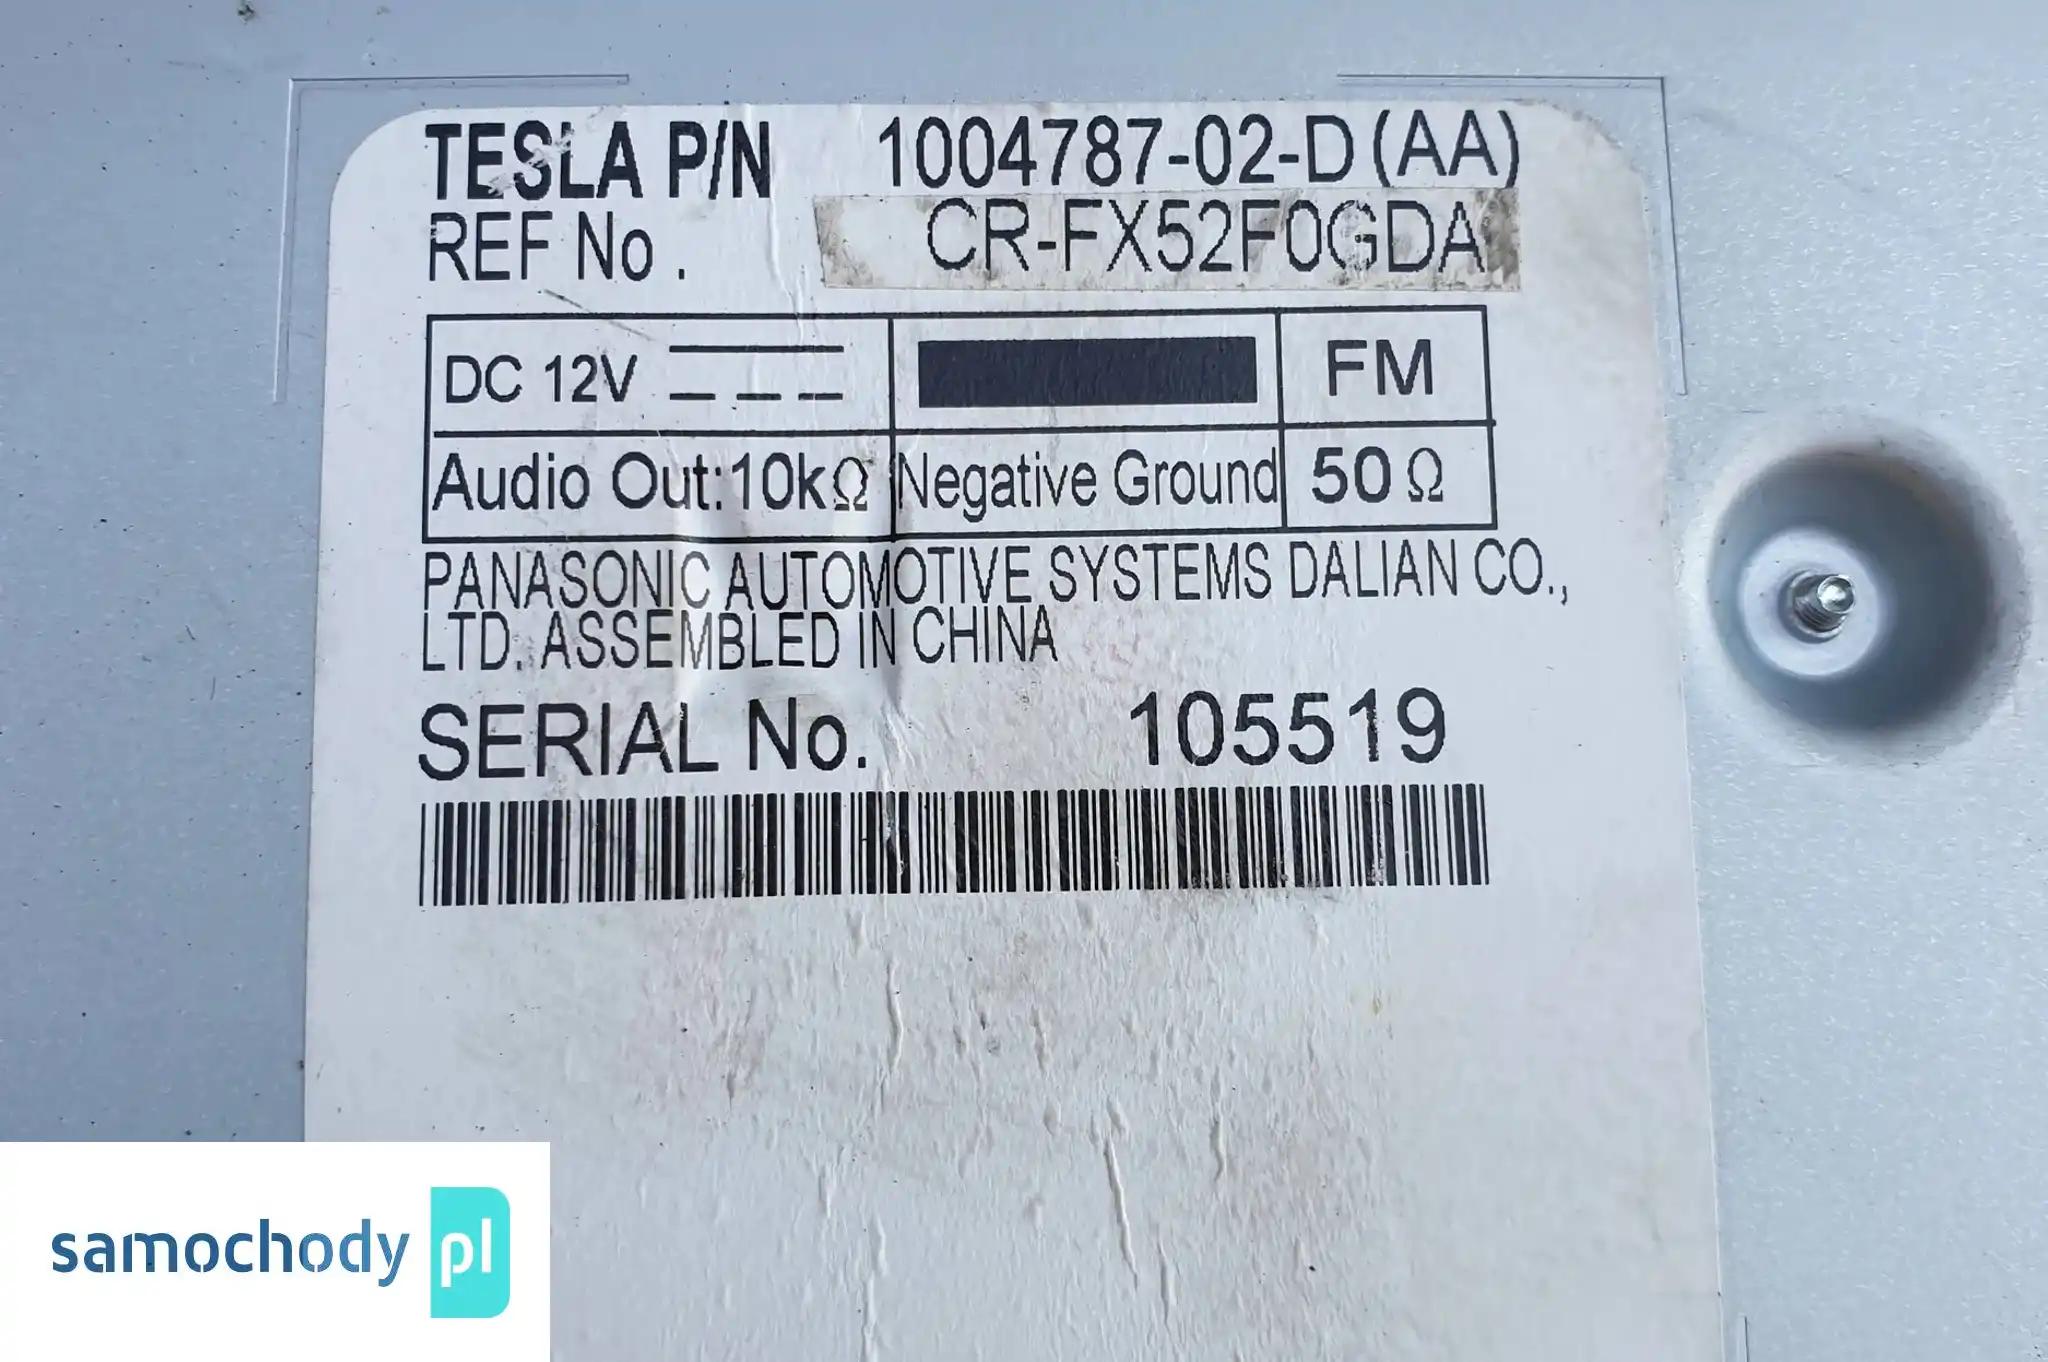 TESLA P/N 1004787-02-D (AA)
REF No . CR-FX52F0GDA
DC 12V FM
Audio Out:10kΩ Negative Ground 50Ω
PANASONIC AUTOMOTIVE SYSTEMS DALIAN CO.,
LTD. ASSEMBLED IN CHINA
SERIAL No. 105519
samochody pl